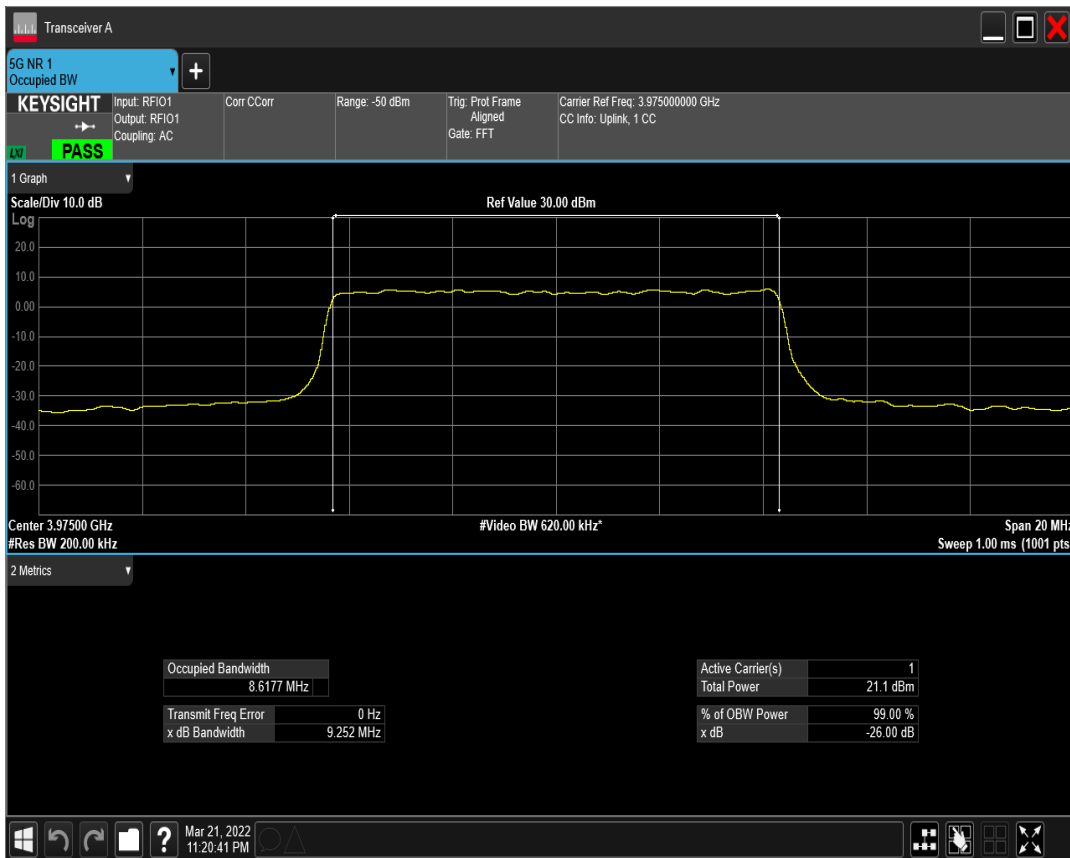 Transceiver A
5G NR 1
Occupied BW
KEYSIGHT
LXI
PASS
Input: RFIO1
Output: RFIO1
Coupling: AC
Corr CCorr
Range: -50 dBm
Trig: Prot Frame
Aligned
Gate: FFT
Carrier Ref Freq: 3.975000000 GHz
CC Info: Uplink, 1 CC
1 Graph
Scale/Div 10.0 dB
Ref Value 30.00 dBm
Log
20.0
10.0
0.00
-10.0
-20.0
-30.0
-40.0
-50.0
-60.0
Center 3.97500 GHz
#Video BW 620.00 kHz*
Span 20 MHz
#Res BW 200.00 kHz
Sweep 1.00 ms (1001 pts
2 Metrics
Occupied Bandwidth
8.6177 MHz
Active Carrier(s) 1
Total Power 21.1 dBm
Transmit Freq Error 0 Hz
x dB Bandwidth 9.252 MHz
% of OBW Power 99.00 %
x dB -26.00 dB
?
Mar 21, 2022
11:20:41 PM